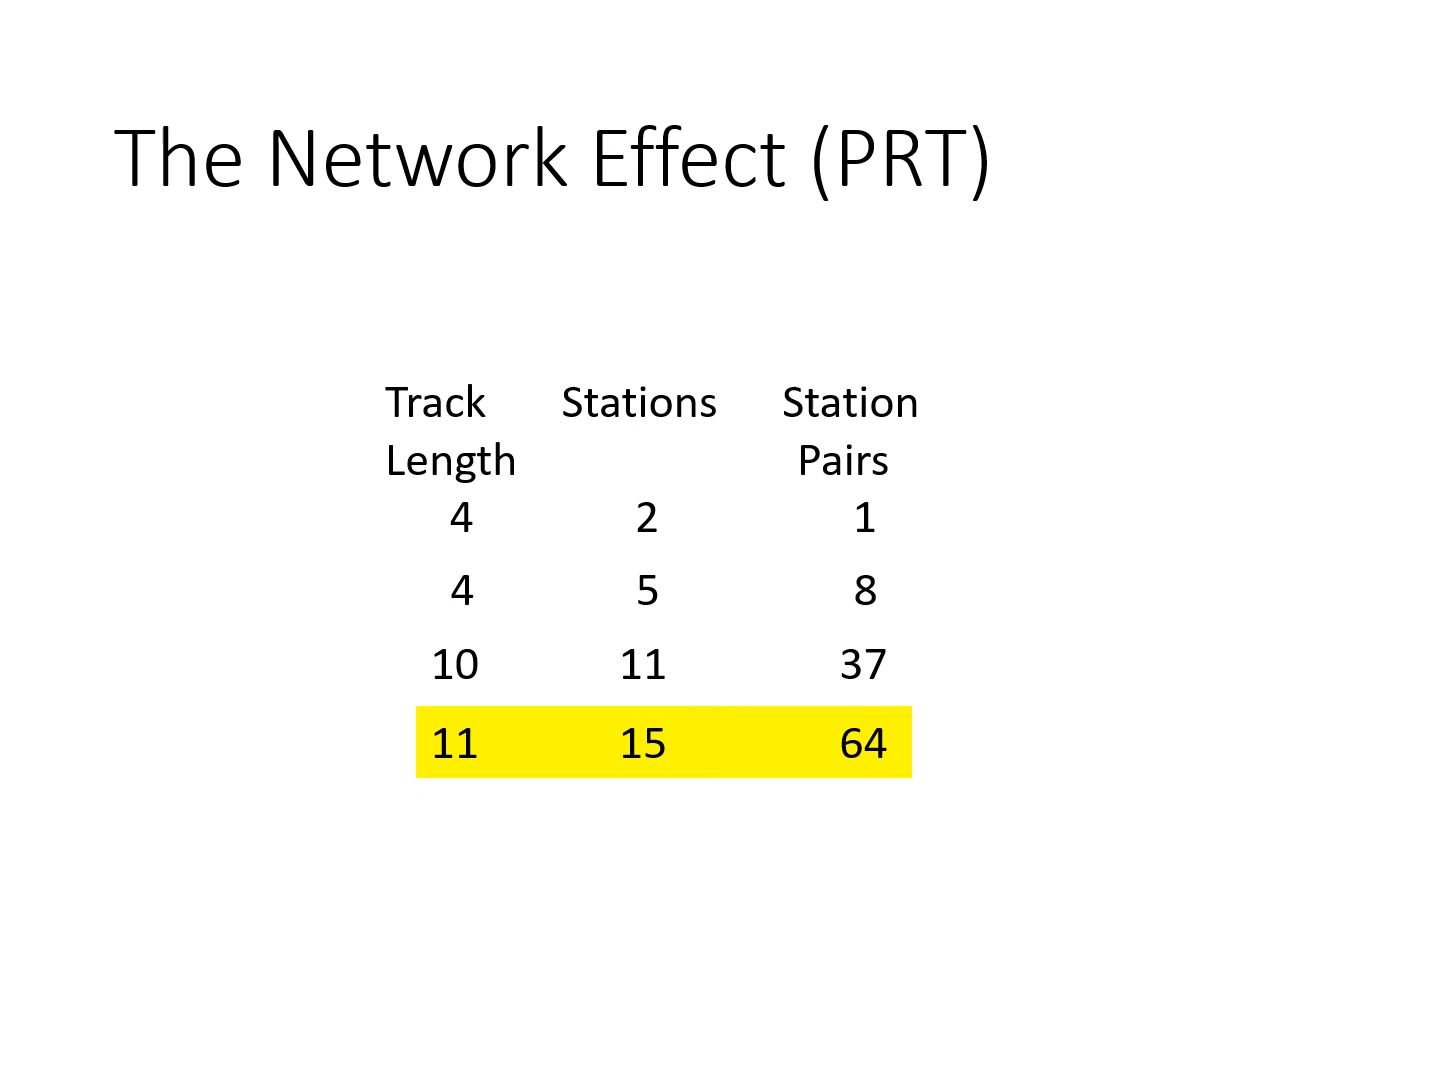 The Network Effect (PRT)
Track Stations Station
Length Pairs
4 2 1
4 5 8
10 11 37
11 15 64